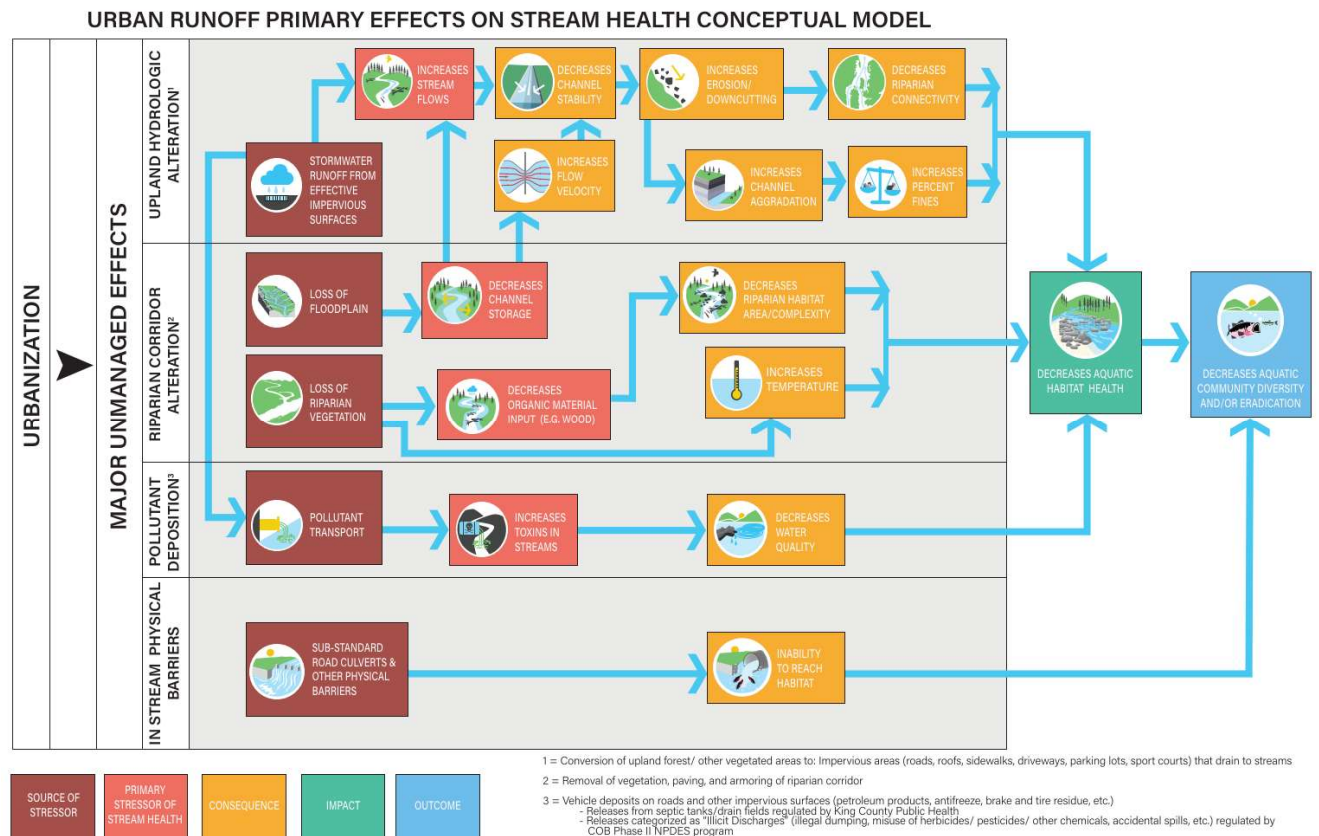 URBAN RUNOFF PRIMARY EFFECTS ON STREAM HEALTH CONCEPTUAL MODEL
URBANIZATION
MAJOR UNMANAGED EFFECTS
UPLAND HYDROLOGIC
ALTERATION¹
STORMWATER
RUNOFF FROM
EFFECTIVE
IMPERVIOUS
SURFACES
INCREASES
STREAM
FLOWS
DECREASES
CHANNEL
STABILITY
INCREASES
EROSION/
DOWNCUTTING
DECREASES
RIPARIAN
CONNECTIVITY
INCREASES
FLOW
VELOCITY
INCREASES
CHANNEL
AGGRADATION
INCREASES
PERCENT
FINES
RIPARIAN CORRIDOR
ALTERATION²
LOSS OF
FLOODPLAIN
DECREASES
CHANNEL
STORAGE
DECREASES
RIPARIAN HABITAT
AREA/COMPLEXITY
LOSS OF
RIPARIAN
VEGETATION
DECREASES
ORGANIC MATERIAL
INPUT (E.G. WOOD)
INCREASES
TEMPERATURE
DECREASES AQUATIC
HABITAT HEALTH
DECREASES AQUATIC
COMMUNITY DIVERSITY
AND/OR ERADICATION
POLLUTANT
DEPOSITION³
POLLUTANT
TRANSPORT
INCREASES
TOXINS IN
STREAMS
DECREASES
WATER
QUALITY
IN STREAM PHYSICAL
BARRIERS
SUB-STANDARD
ROAD CULVERTS &
OTHER PHYSICAL
BARRIERS
INABILITY
TO REACH
HABITAT
SOURCE OF
STRESSOR
PRIMARY
STRESSOR OF
STREAM HEALTH
CONSEQUENCE
IMPACT
OUTCOME
1 = Conversion of upland forest/ other vegetated areas to: Impervious areas (roads, roofs, sidewalks, driveways, parking lots, sport courts) that drain to streams
2 = Removal of vegetation, paving, and armoring of riparian corridor
3 = Vehicle deposits on roads and other impervious surfaces (petroleum products, antifreeze, brake and tire residue, etc.)
- Releases from septic tanks/drain fields regulated by King County Public Health
- Releases categorized as "Illicit Discharges" (illegal dumping, misuse of herbicides/ pesticides/ other chemicals, accidental spills, etc.) regulated by
COB Phase II NPDES program